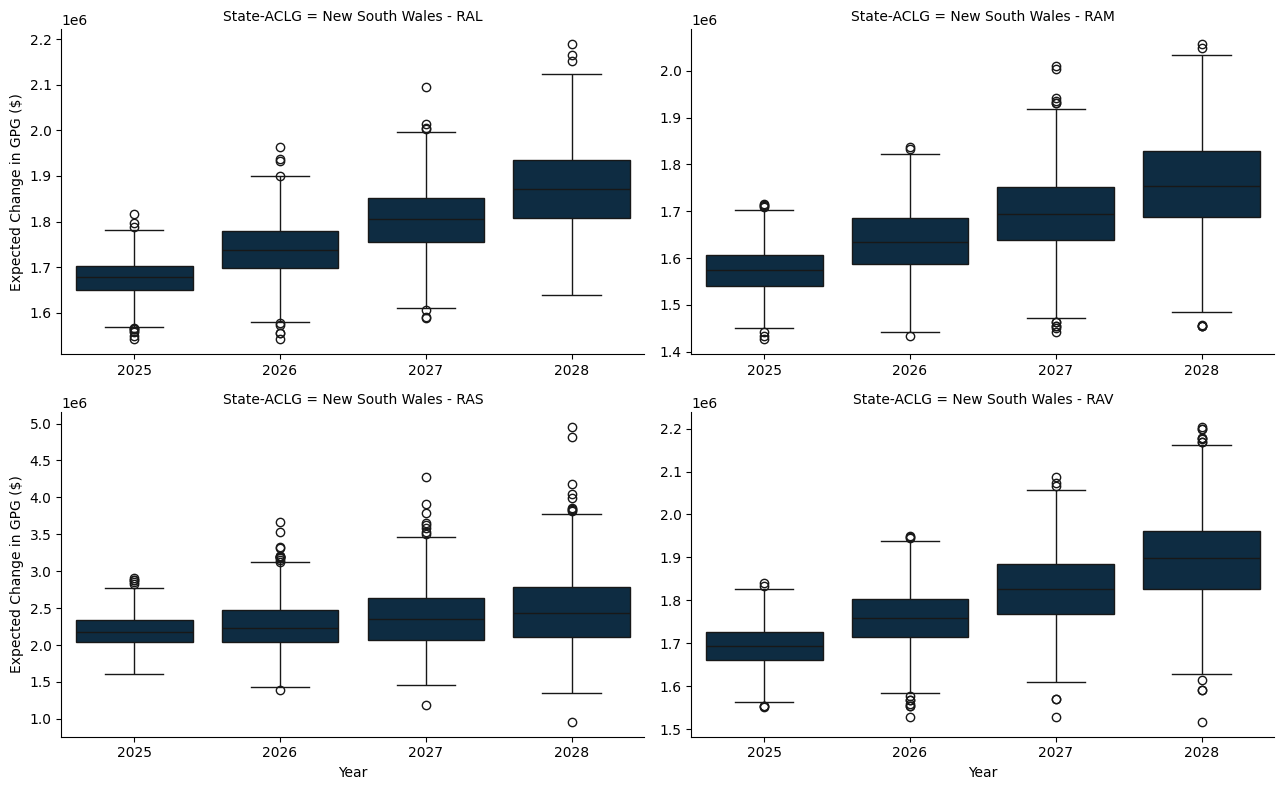 State-ACLG = New South Wales - RAL
1e6
2.2
2.1
2.0
1.9
1.8
1.7
1.6
Expected Change in GPG ($)
2025 2026 2027 2028
State-ACLG = New South Wales - RAM
1e6
2.0
1.9
1.8
1.7
1.6
1.5
1.4
2025 2026 2027 2028
State-ACLG = New South Wales - RAS
1e6
5.0
4.5
4.0
3.5
3.0
2.5
2.0
1.5
1.0
Expected Change in GPG ($)
2025 2026 2027 2028
Year
State-ACLG = New South Wales - RAV
1e6
2.2
2.1
2.0
1.9
1.8
1.7
1.6
1.5
2025 2026 2027 2028
Year